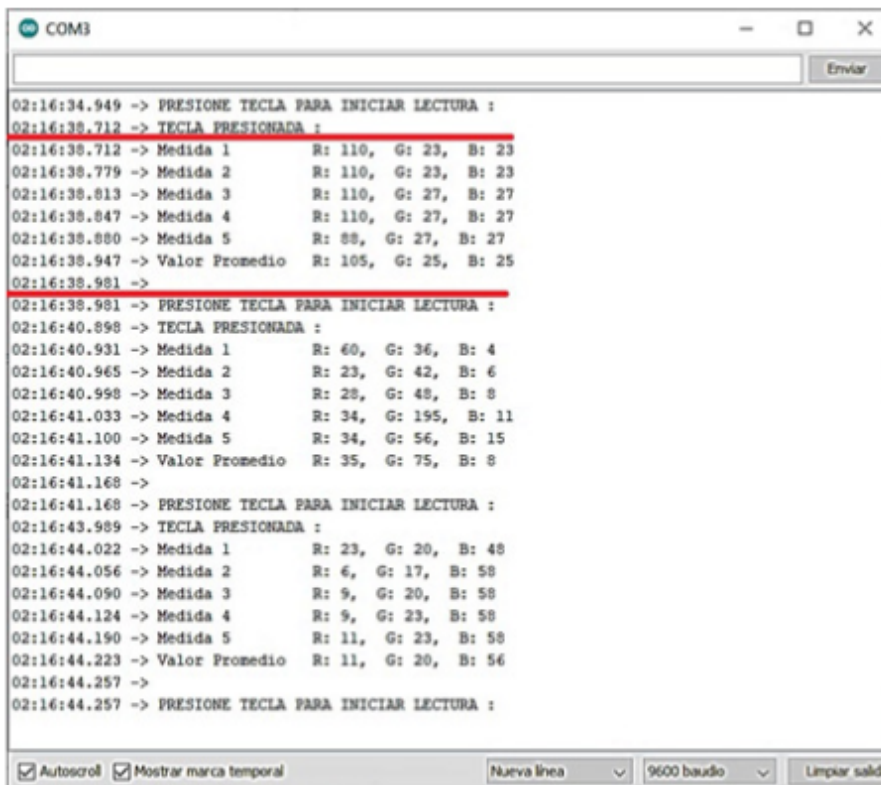 COM3
Enviar
02:16:34.949 -> PRESIONE TECLA PARA INICIAR LECTURA :
02:16:38.712 -> TECLA PRESIONADA :
02:16:38.712 -> Medida 1 R: 110, G: 23, B: 23
02:16:38.779 -> Medida 2 R: 110, G: 23, B: 23
02:16:38.813 -> Medida 3 R: 110, G: 27, B: 27
02:16:38.847 -> Medida 4 R: 110, G: 27, B: 27
02:16:38.880 -> Medida 5 R: 88, G: 27, B: 27
02:16:38.947 -> Valor Promedio R: 105, G: 25, B: 25
02:16:38.981 ->
02:16:38.981 -> PRESIONE TECLA PARA INICIAR LECTURA :
02:16:40.898 -> TECLA PRESIONADA :
02:16:40.931 -> Medida 1 R: 60, G: 36, B: 4
02:16:40.965 -> Medida 2 R: 23, G: 42, B: 6
02:16:40.998 -> Medida 3 R: 28, G: 48, B: 8
02:16:41.033 -> Medida 4 R: 34, G: 195, B: 11
02:16:41.100 -> Medida 5 R: 34, G: 56, B: 15
02:16:41.134 -> Valor Promedio R: 35, G: 75, B: 8
02:16:41.168 ->
02:16:41.168 -> PRESIONE TECLA PARA INICIAR LECTURA :
02:16:43.989 -> TECLA PRESIONADA :
02:16:44.022 -> Medida 1 R: 23, G: 20, B: 48
02:16:44.056 -> Medida 2 R: 6, G: 17, B: 58
02:16:44.090 -> Medida 3 R: 9, G: 20, B: 58
02:16:44.124 -> Medida 4 R: 9, G: 23, B: 58
02:16:44.190 -> Medida 5 R: 11, G: 23, B: 58
02:16:44.223 -> Valor Promedio R: 11, G: 20, B: 56
02:16:44.257 ->
02:16:44.257 -> PRESIONE TECLA PARA INICIAR LECTURA :
Autoscroll Mostrar marca temporal Nueva línea 9600 baudio Limpiar salid